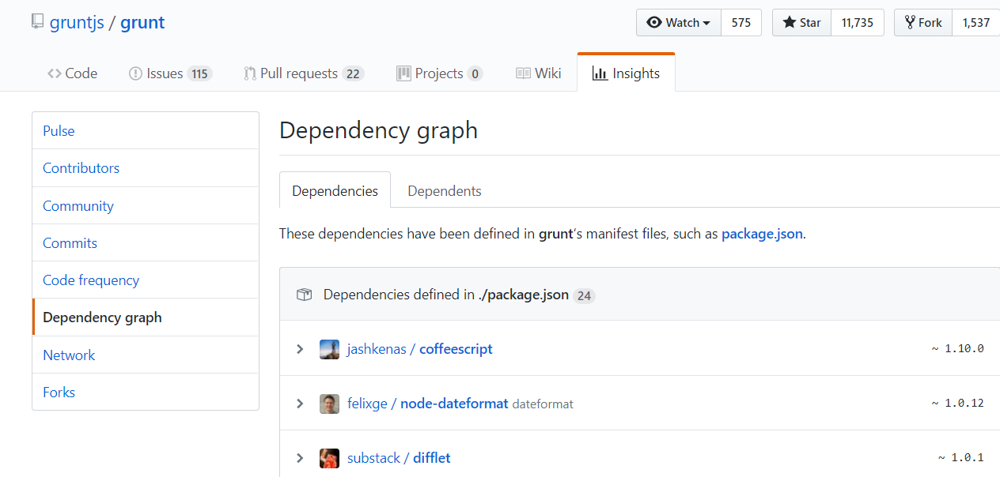 gruntjs / grunt
Watch 575 Star 11,735 Fork 1,537
Code Issues 115 Pull requests 22 Projects 0 Wiki Insights
Pulse
Contributors
Community
Commits
Code frequency
Dependency graph
Network
Forks
Dependency graph
Dependencies Dependents
These dependencies have been defined in grunt's manifest files, such as package.json.
Dependencies defined in ./package.json 24
jashkenas / coffeescript ~ 1.10.0
felixge / node-dateformat dateformat ~ 1.0.12
substack / difflet ~ 1.0.1